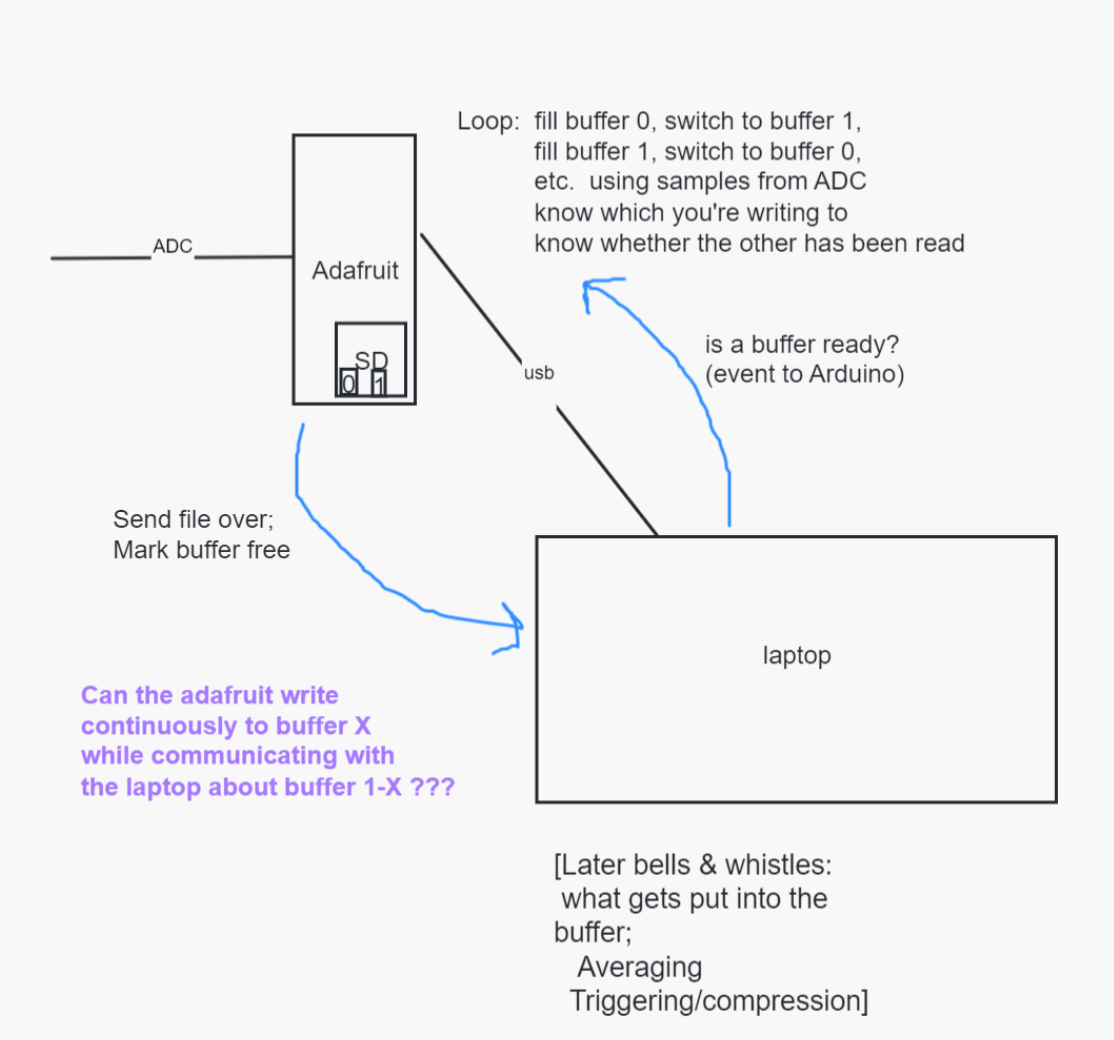 Loop:  fill buffer 0, switch to buffer 1,
fill buffer 1, switch to buffer 0,
etc.  using samples from ADC
know which you're writing to
know whether the other has been read
ADC
Adafruit
SD
0 1
usb
is a buffer ready?
(event to Arduino)
Send file over;
Mark buffer free
laptop
Can the adafruit write
continuously to buffer X
while communicating with
the laptop about buffer 1-X ???
[Later bells & whistles:
what gets put into the
buffer;
Averaging
Triggering/compression]